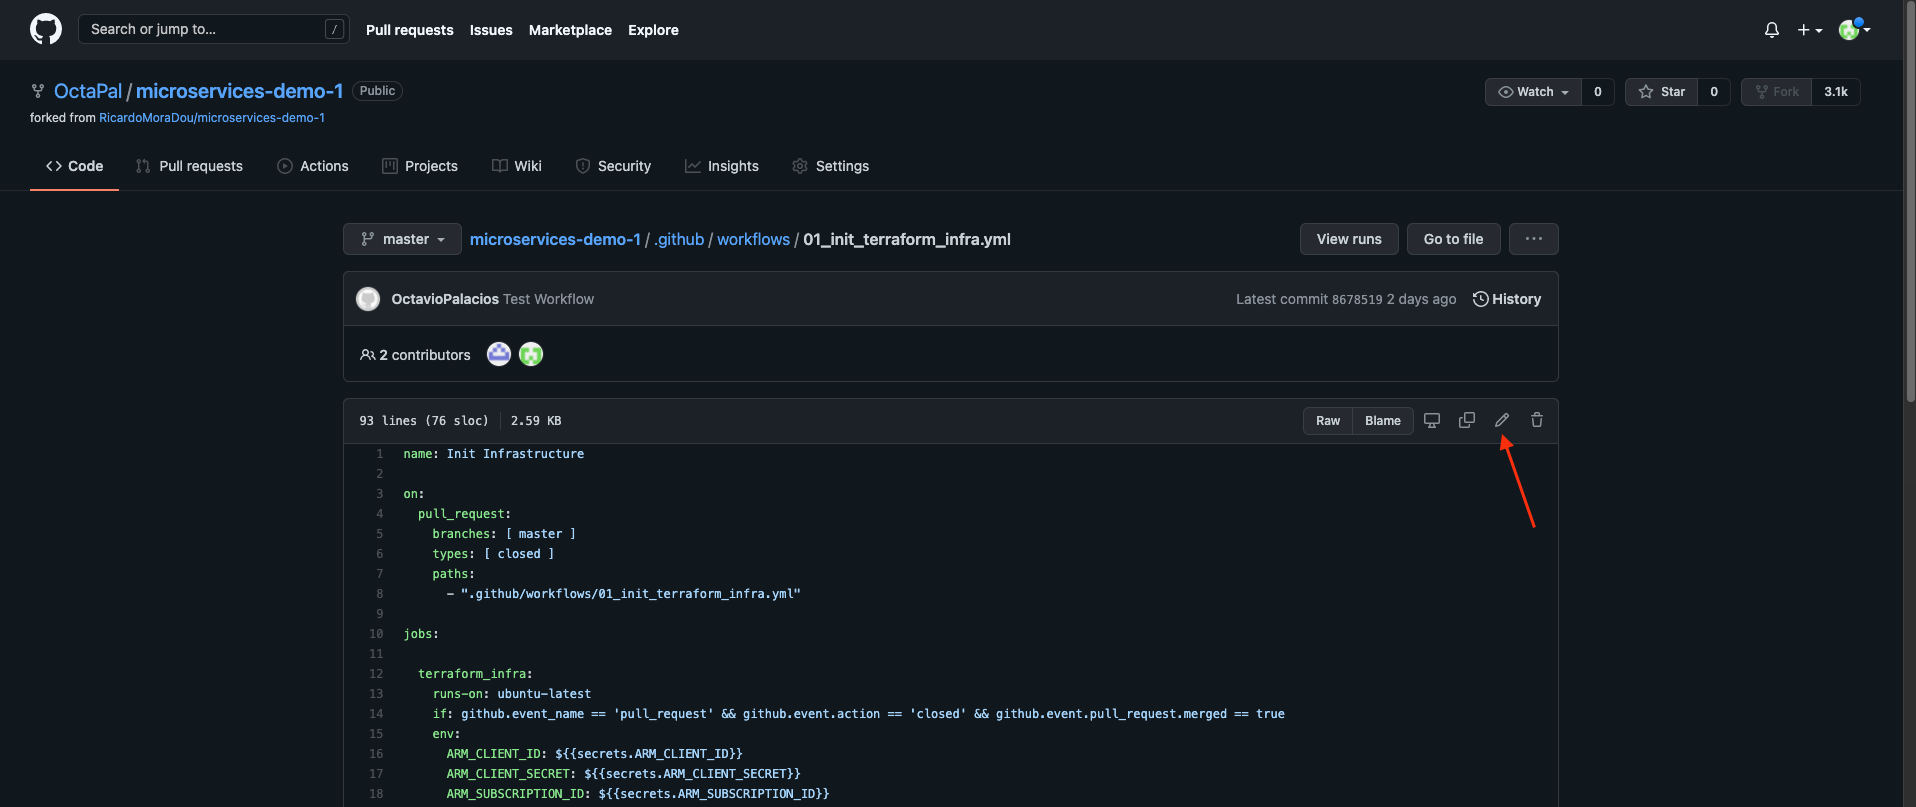 Search or jump to... / Pull requests Issues Marketplace Explore
OctaPal / microservices-demo-1 Public Watch 0 Star 0 Fork 3.1k
forked from RicardoMoraDou/microservices-demo-1
Code Pull requests Actions Projects Wiki Security Insights Settings
master microservices-demo-1 / .github / workflows / 01_init_terraform_infra.yml View runs Go to file ...
OctavioPalacios Test Workflow Latest commit 8678519 2 days ago History
2 contributors
93 lines (76 sloc) 2.59 KB Raw Blame
1 name: Init Infrastructure
2
3 on:
4 pull_request:
5 branches: [ master ]
6 types: [ closed ]
7 paths:
8 - ".github/workflows/01_init_terraform_infra.yml"
9
10 jobs:
11
12 terraform_infra:
13 runs-on: ubuntu-latest
14 if: github.event_name == 'pull_request' && github.event.action == 'closed' && github.event.pull_request.merged == true
15 env:
16 ARM_CLIENT_ID: ${{secrets.ARM_CLIENT_ID}}
17 ARM_CLIENT_SECRET: ${{secrets.ARM_CLIENT_SECRET}}
18 ARM_SUBSCRIPTION_ID: ${{secrets.ARM_SUBSCRIPTION_ID}}